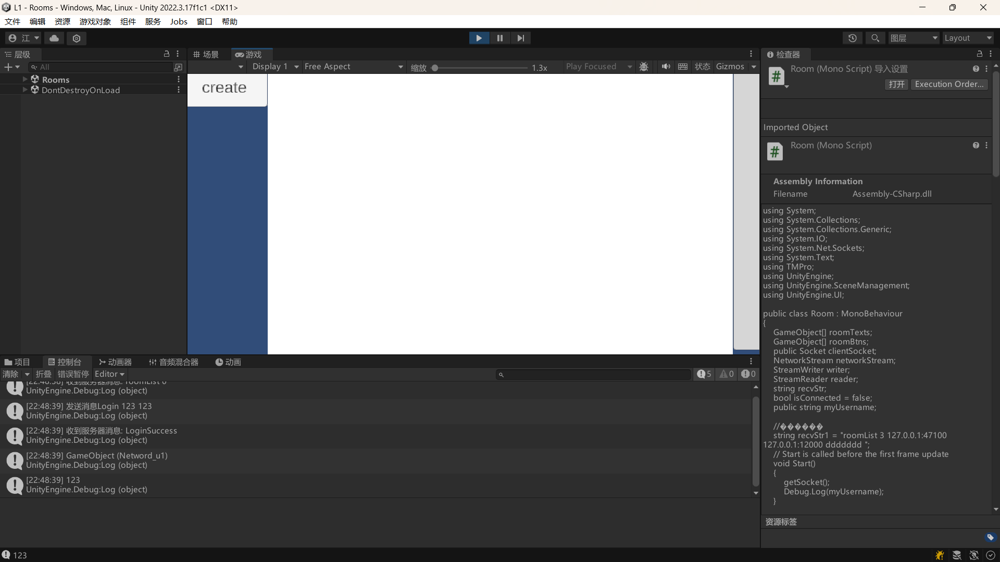 L1 - Rooms - Windows, Mac, Linux - Unity 2022.3.17f1c1 <DX11>
文件 编辑 资源 游戏对象 组件 服务 Jobs 窗口 帮助
江
图层
Layout
层级
All
Rooms
DontDestroyOnLoad
场景 游戏
Display 1
Free Aspect
缩放
1.3x
Play Focused
状态
Gizmos
create
项目 控制台 动画器 音频混合器 动画
清除 折叠 错误暂停 Editor
5 0 0
[22:48:38] 收到服务器消息: roomList 0
UnityEngine.Debug:Log (object)
[22:48:39] 发送消息Login 123 123
UnityEngine.Debug:Log (object)
[22:48:39] 收到服务器消息: LoginSuccess
UnityEngine.Debug:Log (object)
[22:48:39] GameObject (Netword_u1)
UnityEngine.Debug:Log (object)
[22:48:39] 123
UnityEngine.Debug:Log (object)
检查器
Room (Mono Script) 导入设置
打开 Execution Order...
Imported Object
Room (Mono Script)
Assembly Information
Filename Assembly-CSharp.dll
using System;
using System.Collections;
using System.Collections.Generic;
using System.IO;
using System.Net.Sockets;
using System.Text;
using TMPro;
using UnityEngine;
using UnityEngine.SceneManagement;
using UnityEngine.UI;
public class Room : MonoBehaviour
{
GameObject[] roomTexts;
GameObject[] roomBtns;
public Socket clientSocket;
NetworkStream networkStream;
StreamWriter writer;
StreamReader reader;
string recvStr;
bool isConnected = false;
public string myUsername;
//������
string recvStr1 = "roomList 3 127.0.0.1:47100
127.0.0.1:12000 ddddddd ";
// Start is called before the first frame update
void Start()
{
getSocket();
Debug.Log(myUsername);
}
资源标签
123